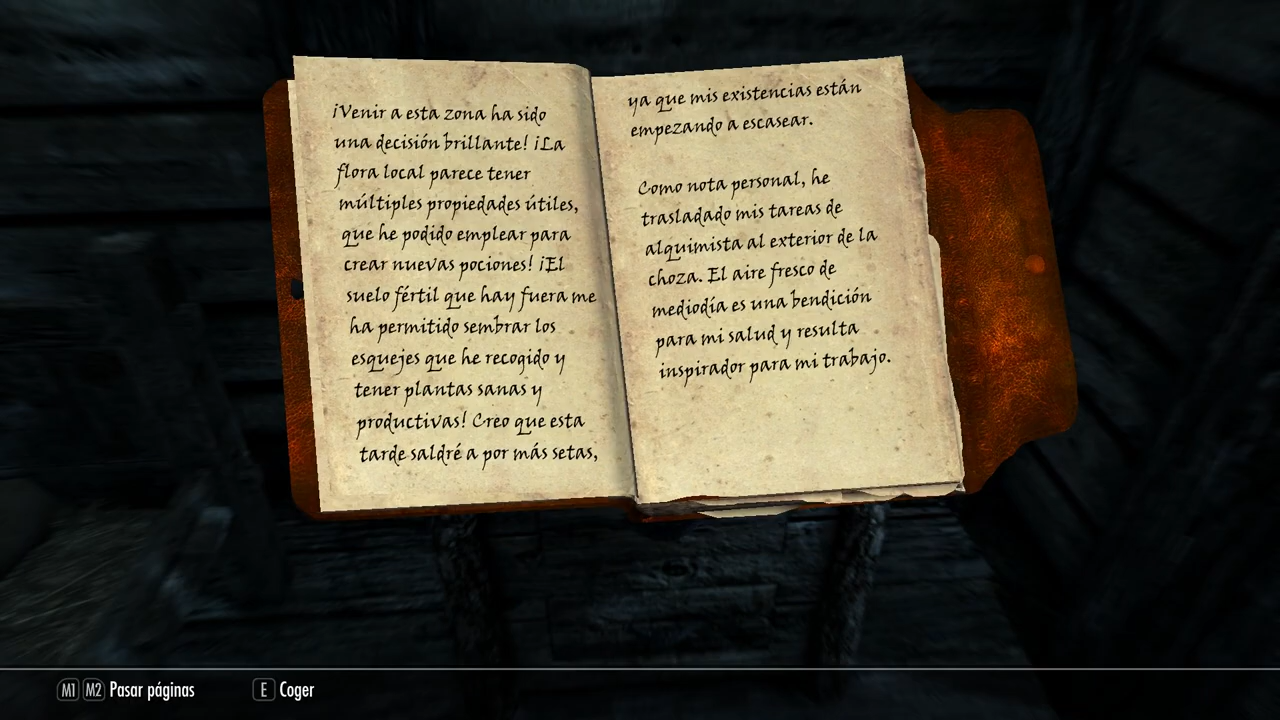 ¡Venir a esta zona ha sido
una decisión brillante! ¡La
flora local parece tener
múltiples propiedades útiles,
que he podido emplear para
crear nuevas pociones! ¡El
suelo fértil que hay fuera me
ha permitido sembrar los
esquejes que he recogido y
tener plantas sanas y
productivas! Creo que esta
tarde saldré a por más setas,
ya que mis existencias están
empezando a escasear.
Como nota personal, he
trasladado mis tareas de
alquimista al exterior de la
choza. El aire fresco de
mediodía es una bendición
para mi salud y resulta
inspirador para mi trabajo.
M1 M2 Pasar páginas
E Coger